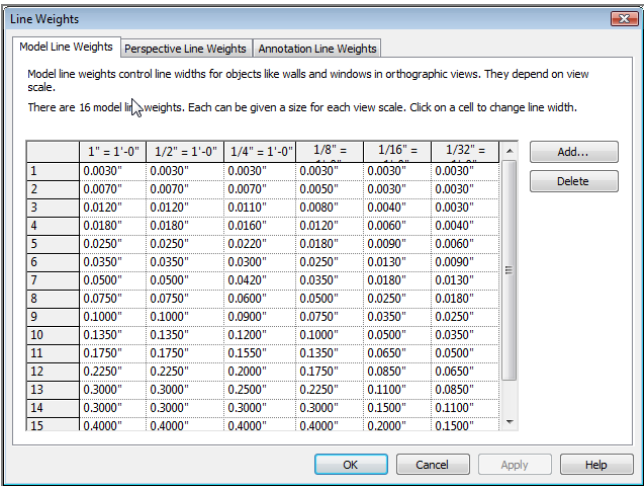 Line Weights
Model Line Weights Perspective Line Weights Annotation Line Weights
Model line weights control line widths for objects like walls and windows in orthographic views. They depend on view
scale.
There are 16 model line weights. Each can be given a size for each view scale. Click on a cell to change line width.
1" = 1'-0" 1/2" = 1'-0" 1/4" = 1'-0" 1/8" = 1/16" = 1/32" = Add...
1 0.0030" 0.0030" 0.0030" 0.0030" 0.0030" 0.0030"
2 0.0070" 0.0070" 0.0070" 0.0050" 0.0030" 0.0030" Delete
3 0.0120" 0.0120" 0.0110" 0.0080" 0.0040" 0.0030"
4 0.0180" 0.0180" 0.0160" 0.0120" 0.0060" 0.0040"
5 0.0250" 0.0250" 0.0220" 0.0180" 0.0090" 0.0060"
6 0.0350" 0.0350" 0.0300" 0.0250" 0.0130" 0.0090"
7 0.0500" 0.0500" 0.0420" 0.0350" 0.0180" 0.0130"
8 0.0750" 0.0750" 0.0600" 0.0500" 0.0250" 0.0180"
9 0.1000" 0.1000" 0.0900" 0.0750" 0.0350" 0.0250"
10 0.1350" 0.1350" 0.1200" 0.1000" 0.0500" 0.0350"
11 0.1750" 0.1750" 0.1550" 0.1350" 0.0650" 0.0500"
12 0.2250" 0.2250" 0.2000" 0.1750" 0.0850" 0.0650"
13 0.3000" 0.3000" 0.2500" 0.2250" 0.1100" 0.0850"
14 0.3000" 0.3000" 0.3000" 0.3000" 0.1500" 0.1100"
15 0.4000" 0.4000" 0.4000" 0.4000" 0.2000" 0.1500"
OK Cancel Apply Help